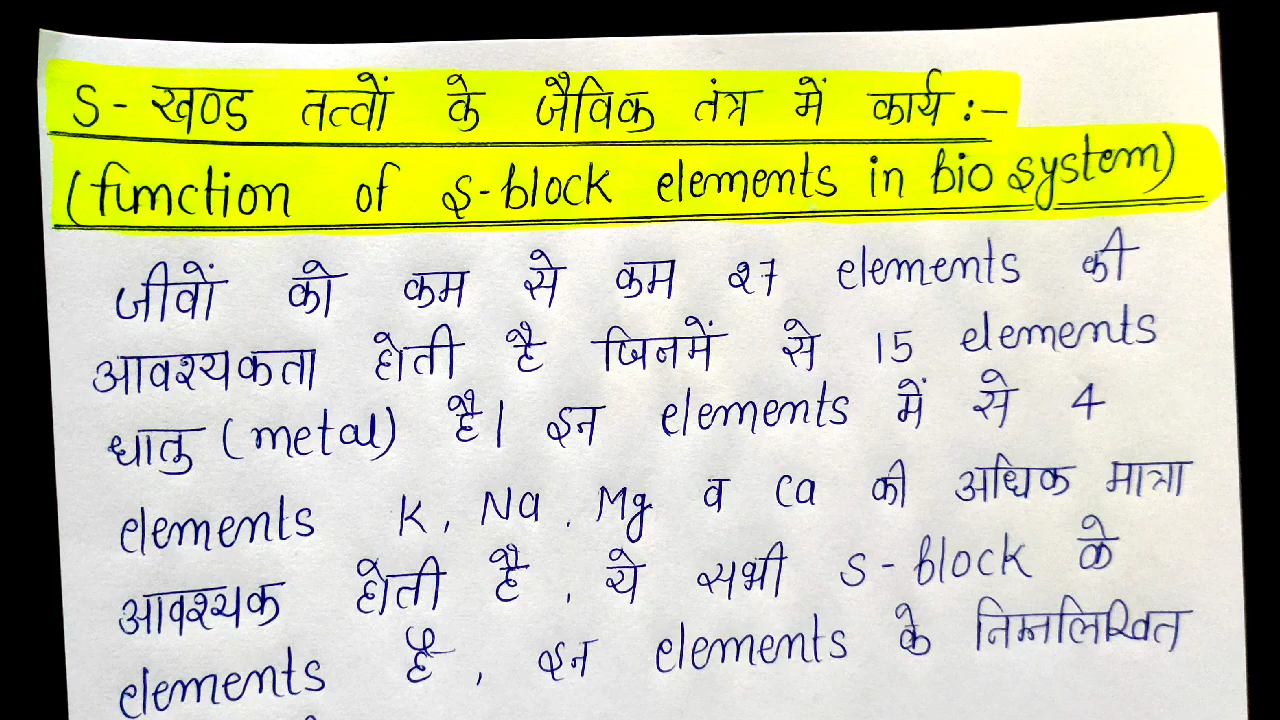 S- खण्ड तत्वों के जैविक तंत्र में कार्य :-
(function of s-block elements in bio system)
जीवों को कम से कम 27 elements की
आवश्यकता होती है जिनमें से 15 elements
धातु (metal) है। इन elements में से 4
elements K, Na, Mg व Ca की अधिक मात्रा
आवश्यक होती है, ये सभी S-block के
elements है, इन elements के निम्नलिखित